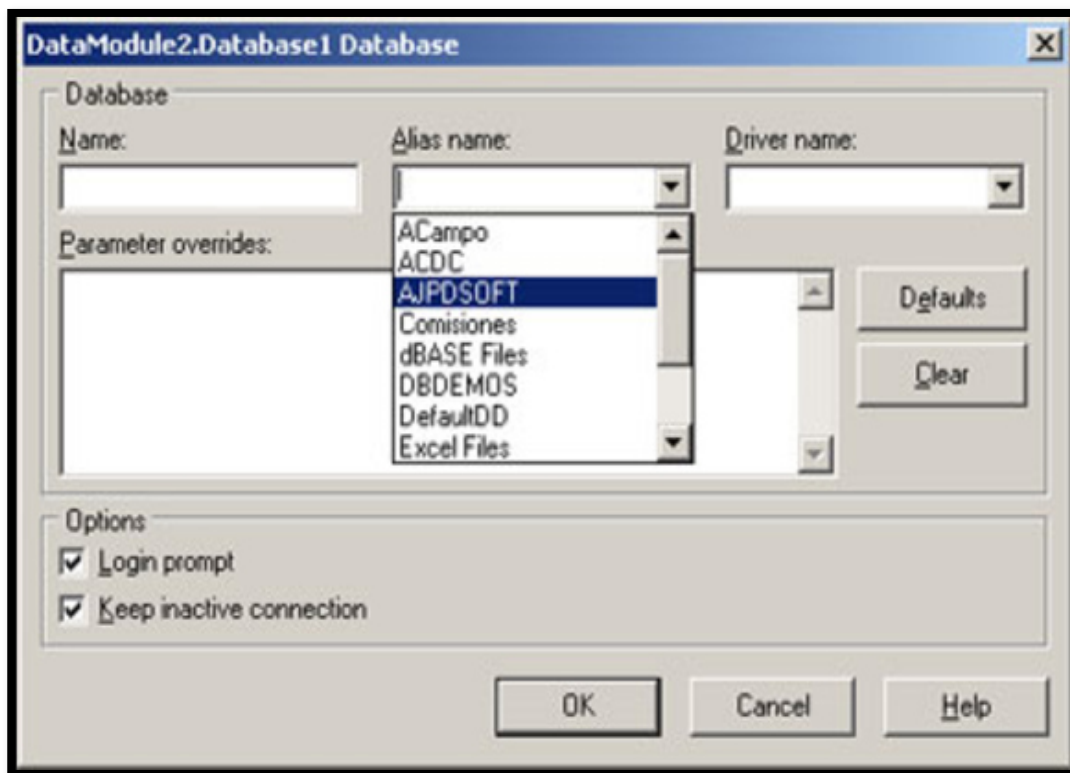 DataModule2.Database1 Database
Database
Name:
Alias name:
Driver name:
Parameter overrides:
ACampo
ACDC
AJPDSOFT
Comisiones
dBASE Files
DBDEMOS
DefaultDD
Excel Files
Defaults
Clear
Options
Login prompt
Keep inactive connection
OK Cancel Help